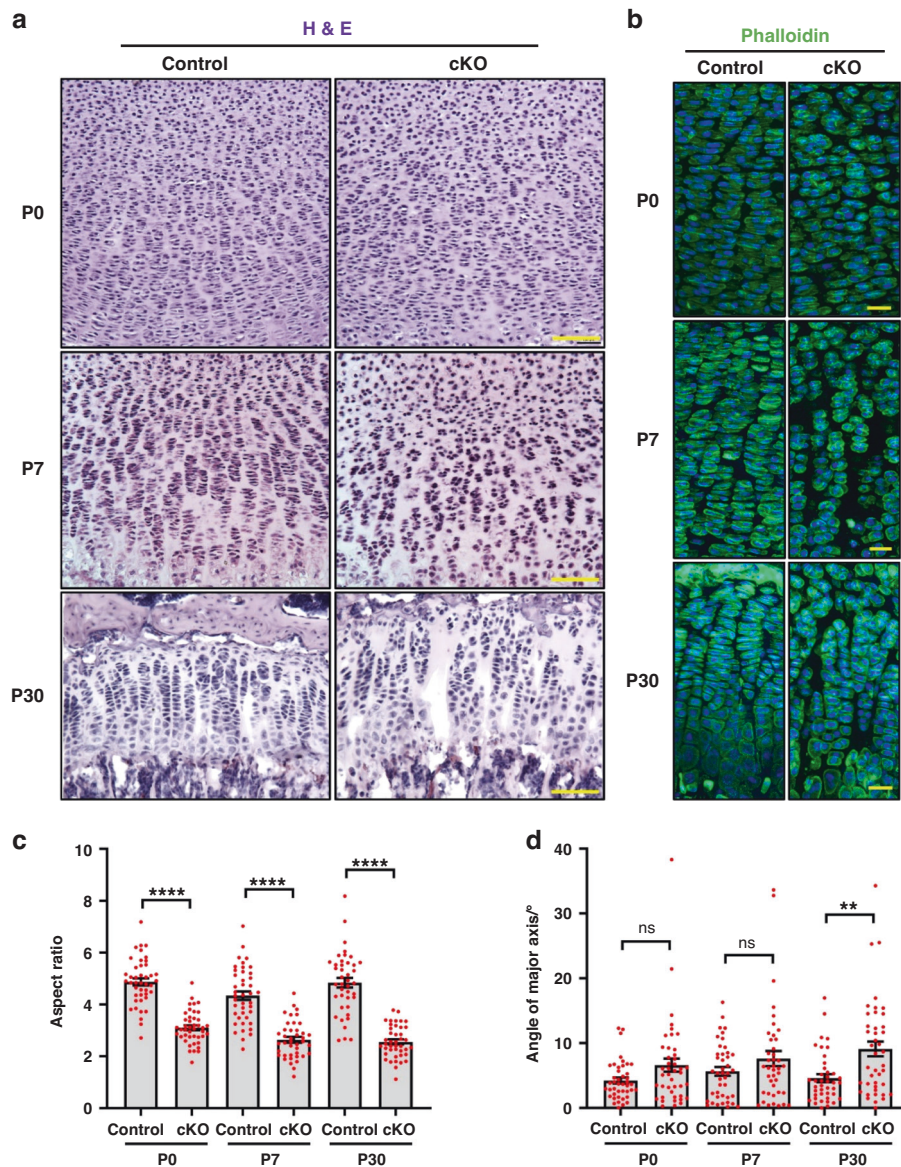 a
H & E
Control cKO
P0
P7
P30
b
Phalloidin
Control cKO
P0
P7
P30
c
Aspect ratio
10
8
6
4
2
0
**** **** ****
Control cKO Control cKO Control cKO
P0 P7 P30
d
Angle of major axis/°
40
30
20
10
0
ns ns **
Control cKO Control cKO Control cKO
P0 P7 P30